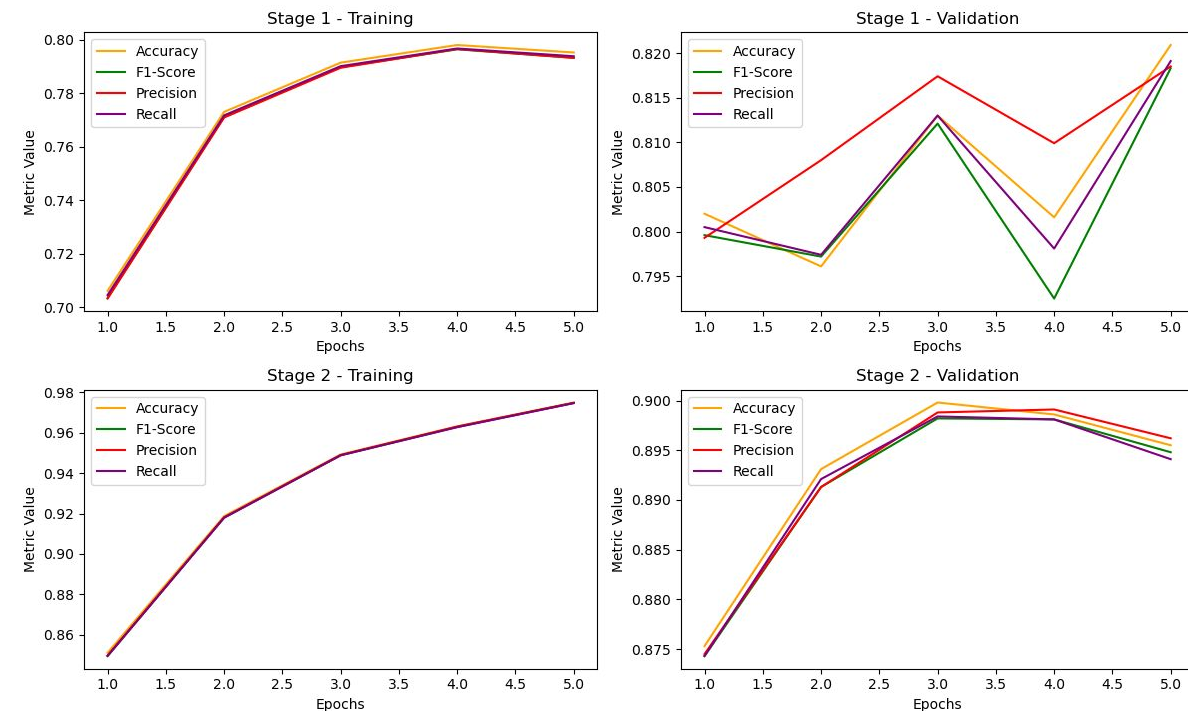 Stage 1 - Training
Metric Value
0.80
0.78
0.76
0.74
0.72
0.70
Accuracy
F1-Score
Precision
Recall
1.0 1.5 2.0 2.5 3.0 3.5 4.0 4.5 5.0
Epochs
Stage 1 - Validation
Metric Value
0.820
0.815
0.810
0.805
0.800
0.795
Accuracy
F1-Score
Precision
Recall
1.0 1.5 2.0 2.5 3.0 3.5 4.0 4.5 5.0
Epochs
Stage 2 - Training
Metric Value
0.98
0.96
0.94
0.92
0.90
0.88
0.86
Accuracy
F1-Score
Precision
Recall
1.0 1.5 2.0 2.5 3.0 3.5 4.0 4.5 5.0
Epochs
Stage 2 - Validation
Metric Value
0.900
0.895
0.890
0.885
0.880
0.875
Accuracy
F1-Score
Precision
Recall
1.0 1.5 2.0 2.5 3.0 3.5 4.0 4.5 5.0
Epochs